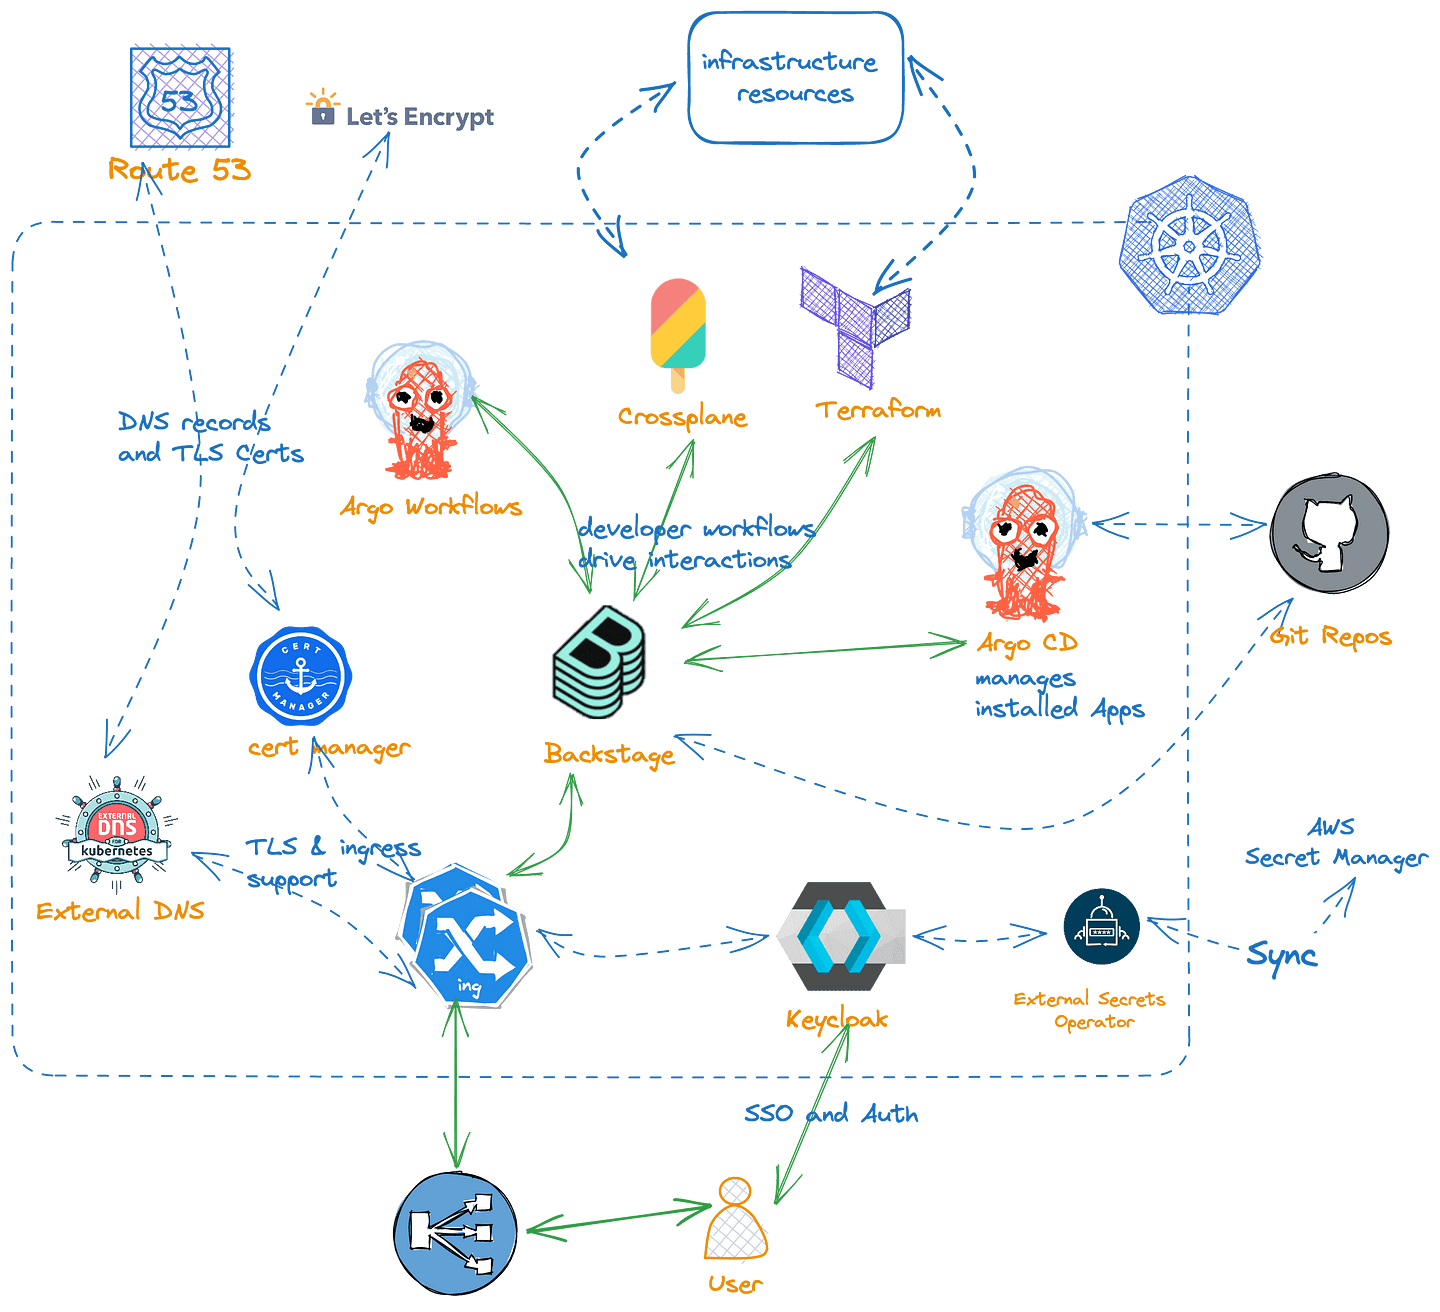 infrastructure
resources
53
Route 53
Let's Encrypt
DNS records
and TLS Certs
Argo Workflows
Crossplane
Terraform
developer workflows
drive interactions
Argo CD
manages
installed Apps
Git Repos
CERT
MANAGER
cert manager
Backstage
EXTERNAL
DNS
FOR
kubernetes
External DNS
TLS & ingress
support
ing
Keycloak
****
External Secrets
Operator
AWS
Secret Manager
Sync
SSO and Auth
User